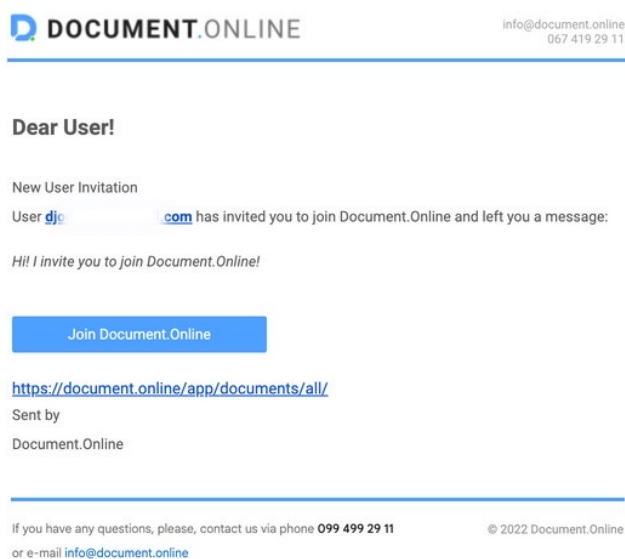 DOCUMENT.ONLINE
info@document.online
067 419 29 11
Dear User!
New User Invitation
User has invited you to join Document.Online and left you a message:
Hi! I invite you to join Document.Online!
Join Document.Online
https://document.online/app/documents/all/
Sent by
Document.Online
If you have any questions, please, contact us via phone 099 499 29 11
or e-mail info@document.online
© 2022 Document.Online